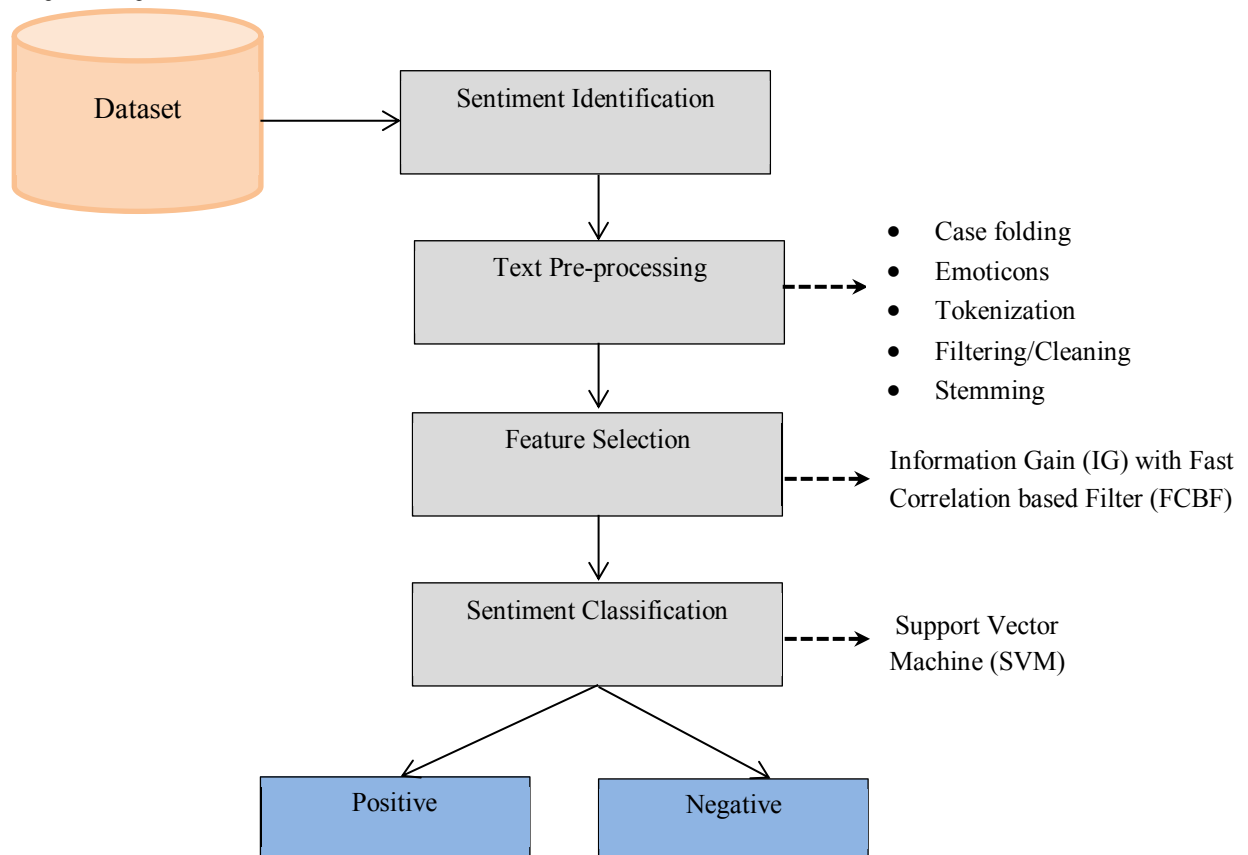 Dataset
Sentiment Identification
Text Pre-processing
• Case folding
• Emoticons
• Tokenization
• Filtering/Cleaning
• Stemming
Feature Selection
Information Gain (IG) with Fast
Correlation based Filter (FCBF)
Sentiment Classification
Support Vector
Machine (SVM)
Positive
Negative